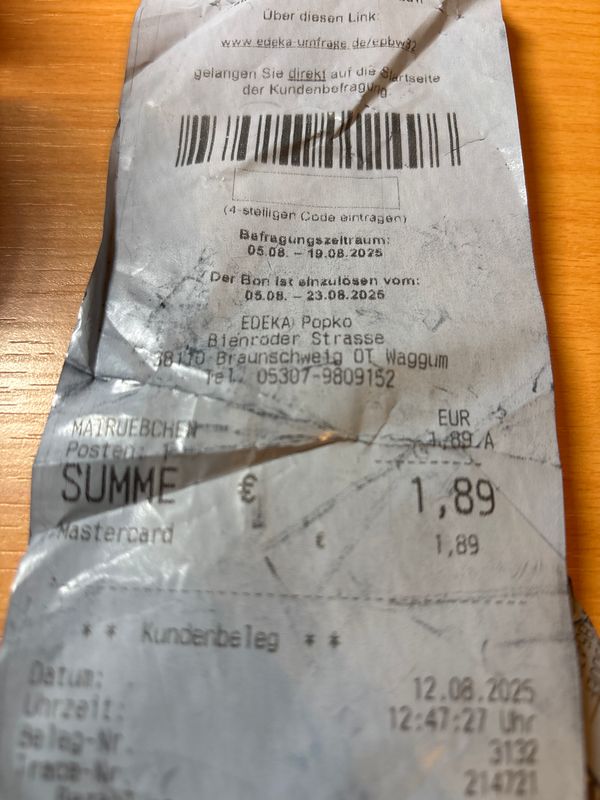 Über diesen Link:
www.edeka-umfrage.de/epbw32
gelangen Sie direkt auf die Startseite
der Kundenbefragung
(4-stelligen Code eintragen)
Befragungszeitraum:
05.08. – 19.08.2025
Der Bon ist einzulösen vom:
05.08. – 23.08.2025
EDEKA Popko
Bienroder Strasse
38110 Braunschweig OT Waggum
Tel. 05307-9809152
EUR
MAIRUEBCHEN 1,89 A
Posten: 1
SUMME € 1,89
Mastercard € 1,89
* * Kundenbeleg * *
Datum: 12.08.2025
Uhrzeit: 12:47:27 Uhr
Beleg-Nr. 3132
Trace-Nr. 214721